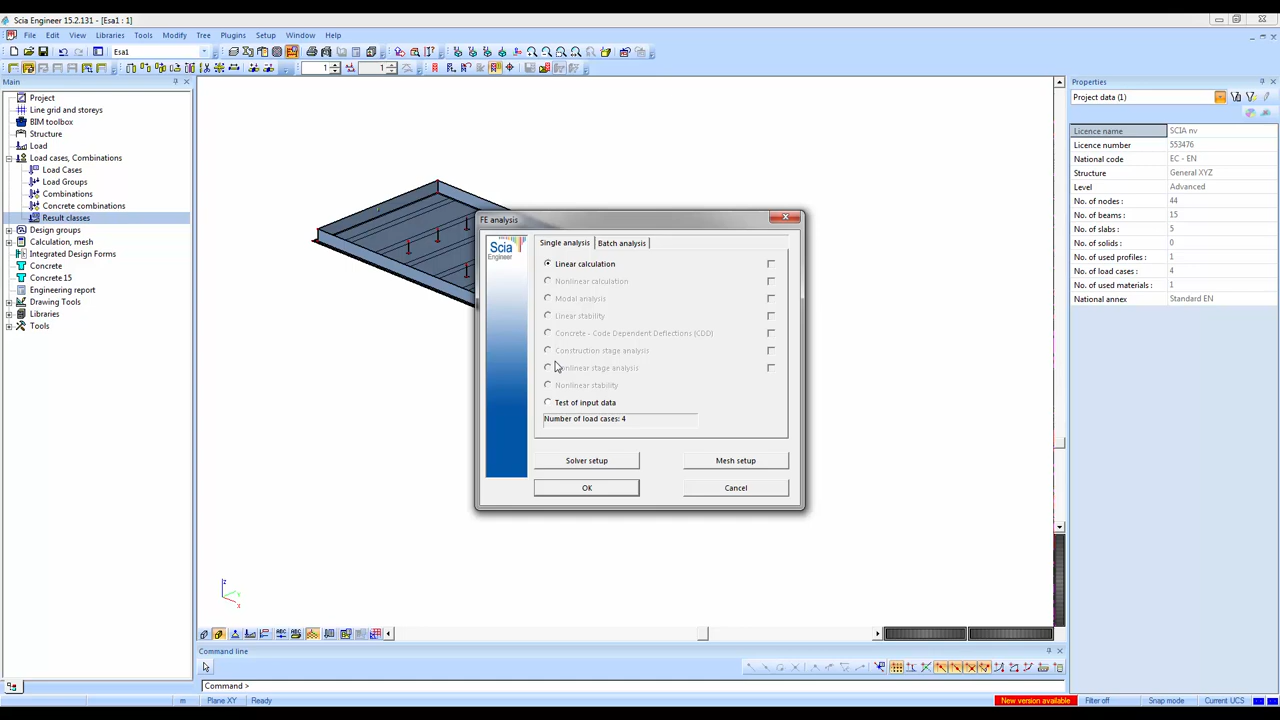 Scia Engineer 15.2.131 - [Esa1 : 1]
File Edit View Libraries Tools Modify Tree Plugins Setup Window Help
Esa1
1 1
Main
Project
Line grid and storeys
BIM toolbox
Structure
Load
Load cases, Combinations
Load Cases
Load Groups
Combinations
Concrete combinations
Result classes
Design groups
Calculation, mesh
Integrated Design Forms
Concrete
Concrete 15
Engineering report
Drawing Tools
Libraries
Tools
FE analysis
Scia
Engineer
Single analysis Batch analysis
Linear calculation
Nonlinear calculation
Modal analysis
Linear stability
Concrete - Code Dependent Deflections (CDD)
Construction stage analysis
Nonlinear stage analysis
Nonlinear stability
Test of input data
Number of load cases: 4
Solver setup Mesh setup
OK Cancel
z
y
x
Properties
Project data (1)
Licence name SCIA nv
Licence number 553476
National code EC - EN
Structure General XYZ
Level Advanced
No. of nodes: 44
No. of beams: 15
No. of slabs: 5
No. of solids: 0
No. of used profiles: 1
No. of load cases: 4
No. of used materials: 1
National annex Standard EN
Command line
Command >
m Plane XY Ready New version available Filter off Snap mode Current UCS